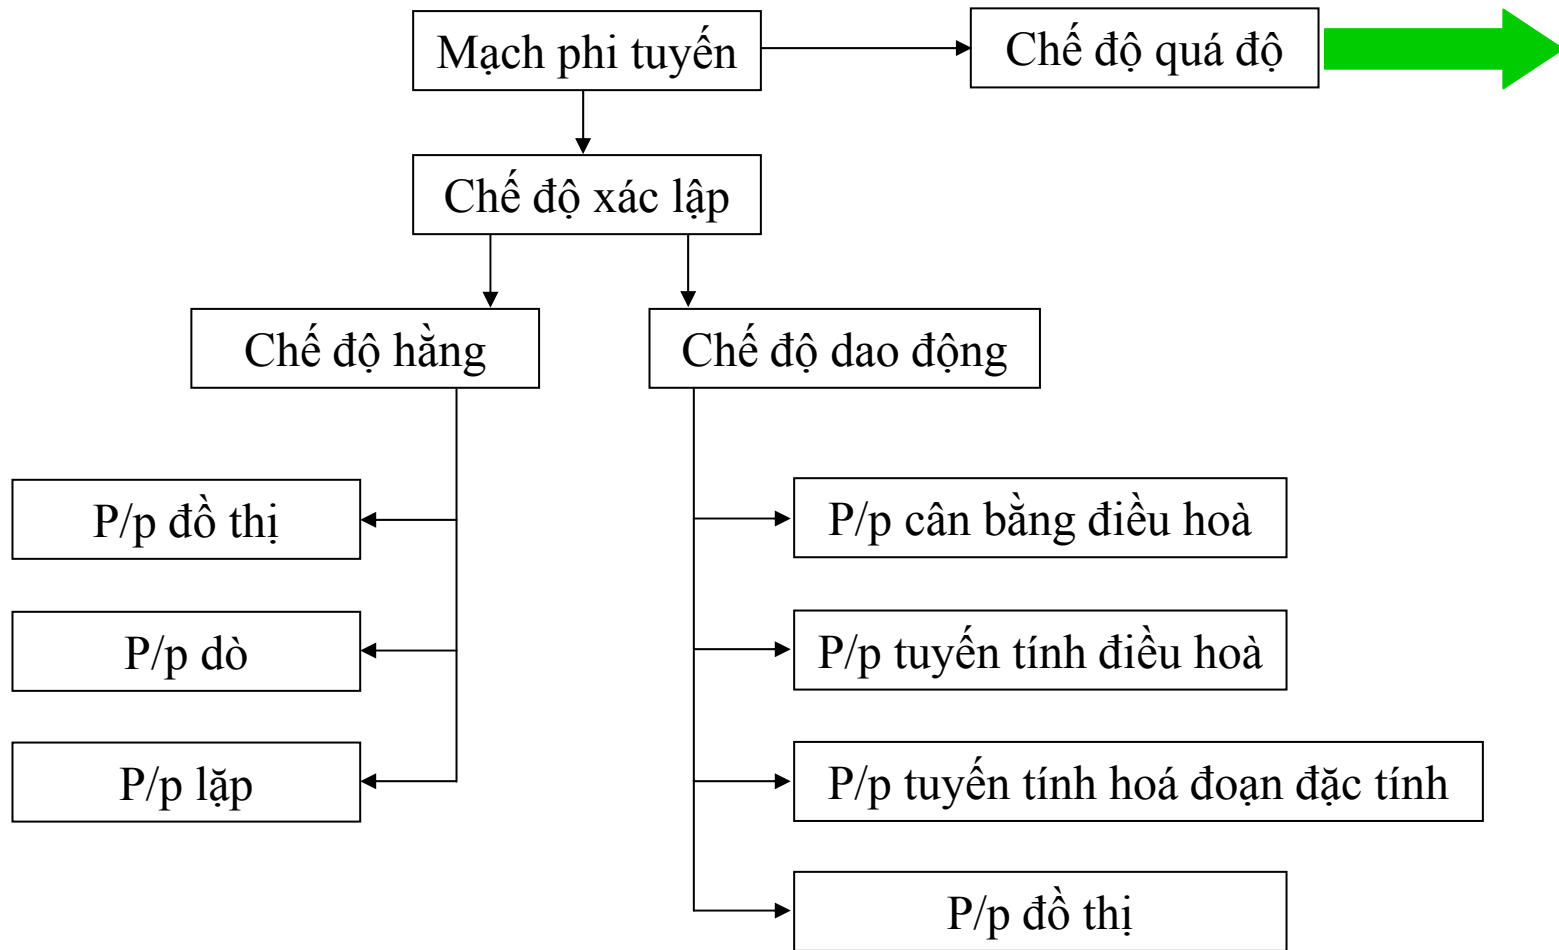 Mạch phi tuyến
Chế độ quá độ
Chế độ xác lập
Chế độ hằng
Chế độ dao động
P/p đồ thị
P/p dò
P/p lặp
P/p cân bằng điều hoà
P/p tuyến tính điều hoà
P/p tuyến tính hoá đoạn đặc tính
P/p đồ thị